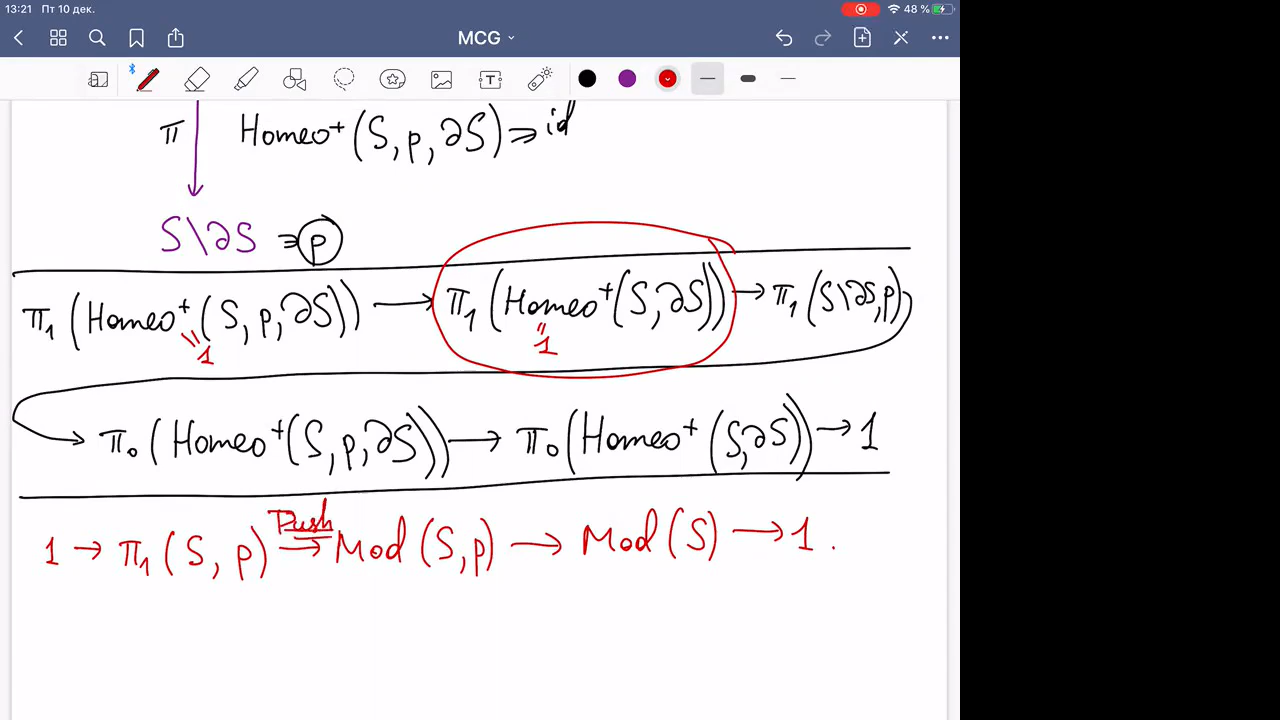 13:21 Пт 10 дек. 48 %
MCG
π Homeo⁺(S, p, ∂S) ⇒ id
S\∂S ⇒ p
π₁(Homeo⁺(S, p, ∂S)) → π₁(Homeo⁺(S, ∂S)) → π₁(S\∂S, p)
1 1
→ π₀(Homeo⁺(S, p, ∂S)) → π₀(Homeo⁺(S, ∂S)) → 1
Push
1 → π₁(S, p) → Mod(S, p) → Mod(S) → 1.